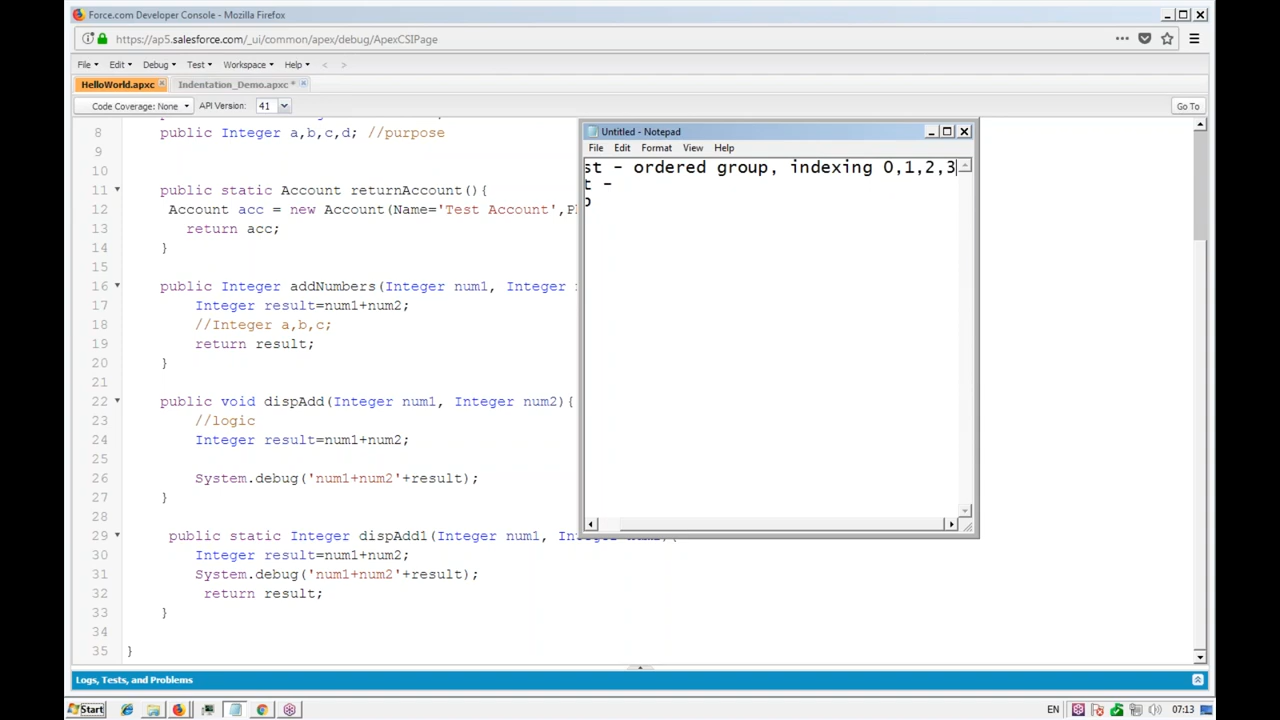 Force.com Developer Console - Mozilla Firefox
https://ap5.salesforce.com/_ui/common/apex/debug/ApexCSIPage
File Edit Debug Test Workspace Help < >
HelloWorld.apxc Indentation_Demo.apxc *
Code Coverage: None API Version: 41 Go To
8 public Integer a,b,c,d; //purpose
9
10
11 public static Account returnAccount(){
12 Account acc = new Account(Name='Test Account',
13 return acc;
14 }
15
16 public Integer addNumbers(Integer num1, Integer
17 Integer result=num1+num2;
18 //Integer a,b,c;
19 return result;
20 }
21
22 public void dispAdd(Integer num1, Integer num2){
23 //logic
24 Integer result=num1+num2;
25
26 System.debug('num1+num2'+result);
27 }
28
29 public static Integer dispAdd1(Integer num1, Integer num2){
30 Integer result=num1+num2;
31 System.debug('num1+num2'+result);
32 return result;
33 }
34
35 }
Untitled - Notepad
File Edit Format View Help
st - ordered group, indexing 0,1,2,3
t -
p
Logs, Tests, and Problems
Start EN 07:13